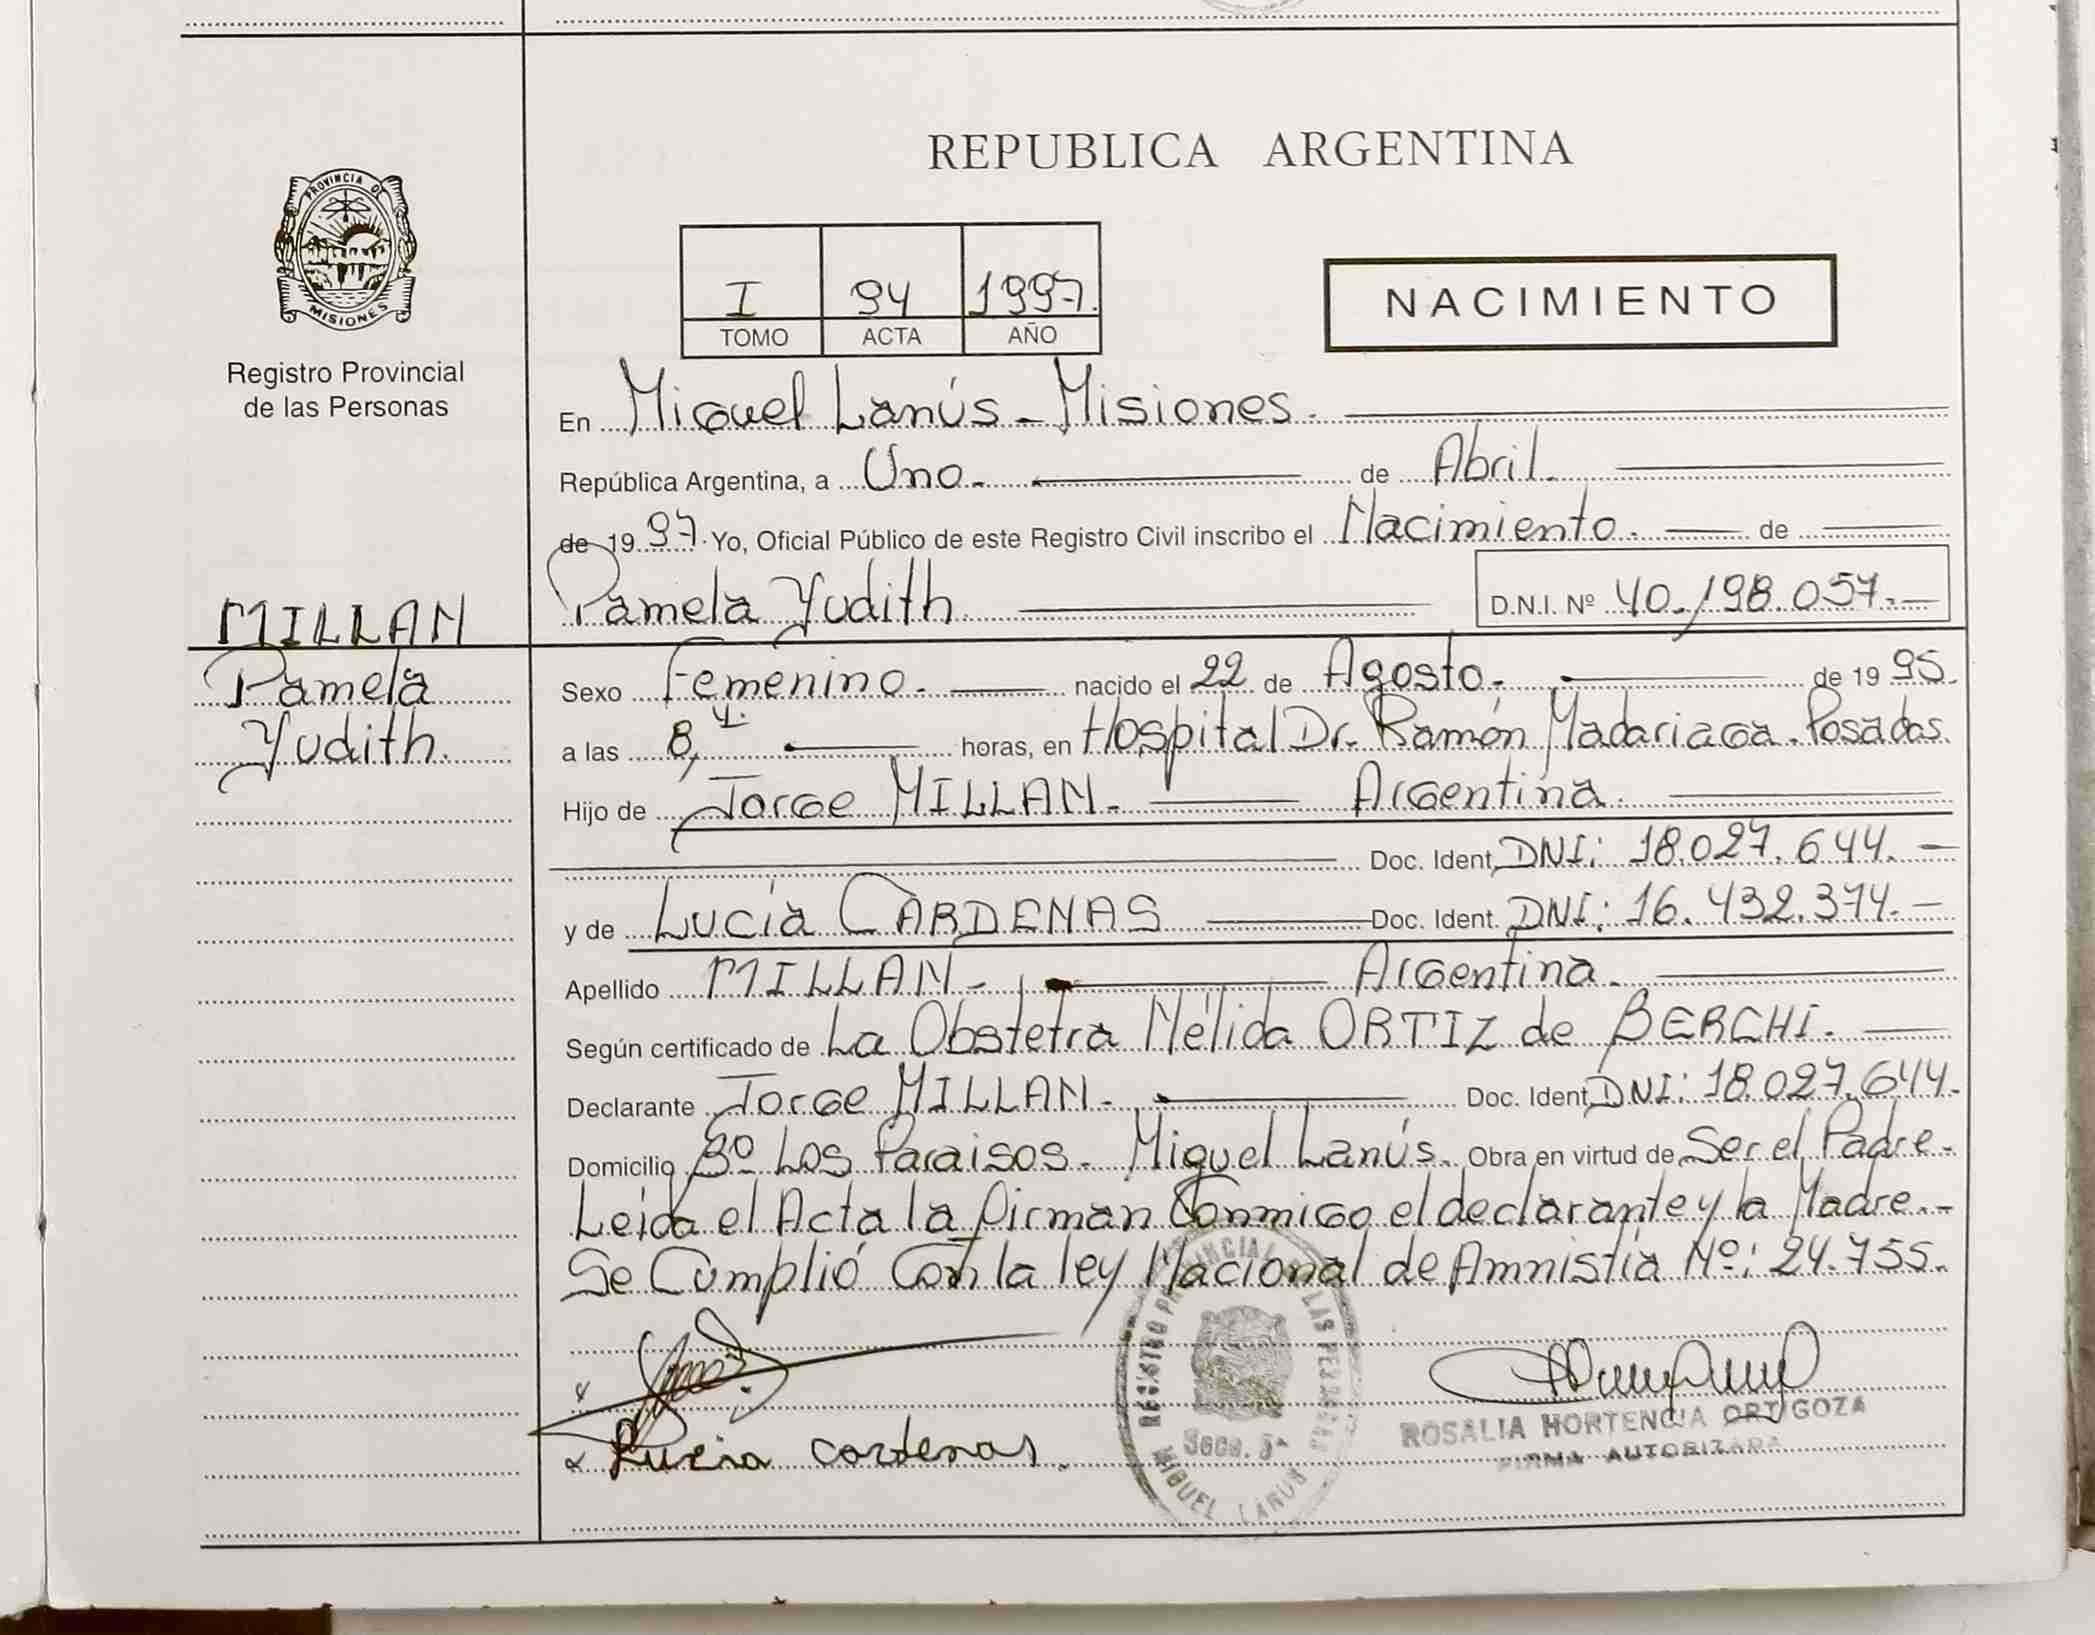 REPUBLICA ARGENTINA
PROVINCIA DE
MISIONES
Registro Provincial
de las Personas
I 94 1997.
TOMO ACTA AÑO
NACIMIENTO
En Miguel Lanús - Misiones.
República Argentina, a Uno. de Abril.
de 1997. Yo, Oficial Público de este Registro Civil inscribo el Nacimiento. de
Pamela Yudith. D.N.I. Nº 40.198.057.-
MILLAN
Pamela
Yudith.
Sexo Femenino. nacido el 22 de Agosto. de 1995.
a las 8, horas, en Hospital Dr. Ramón Madariaga. Posadas.
Hijo de Jorge MILLAN. Argentina.
Doc. Ident. DNI: 18.027.644.-
y de Lucía CARDENAS Doc. Ident. DNI: 16.432.374.-
Apellido MILLAN. Argentina.
Según certificado de La Obstetra Nélida ORTIZ de BERCHI.
Declarante Jorge MILLAN. Doc. Ident. DNI: 18.027.644.
Domicilio Bº Los Paraisos. Miguel Lanús. Obra en virtud de Ser el Padre.
Leida el Acta la firman Conmigo el declarante y la Madre.-
Se Cumplió Con la ley Nacional de Amnistía Nº: 24.755.
Lucia cardenas.
REGISTRO PROVINCIAL DE LAS PERSONAS
Secc. 5ª
MIGUEL LANUS
ROSALIA HORTENCIA ORTIGOZA
FIRMA AUTORIZADA